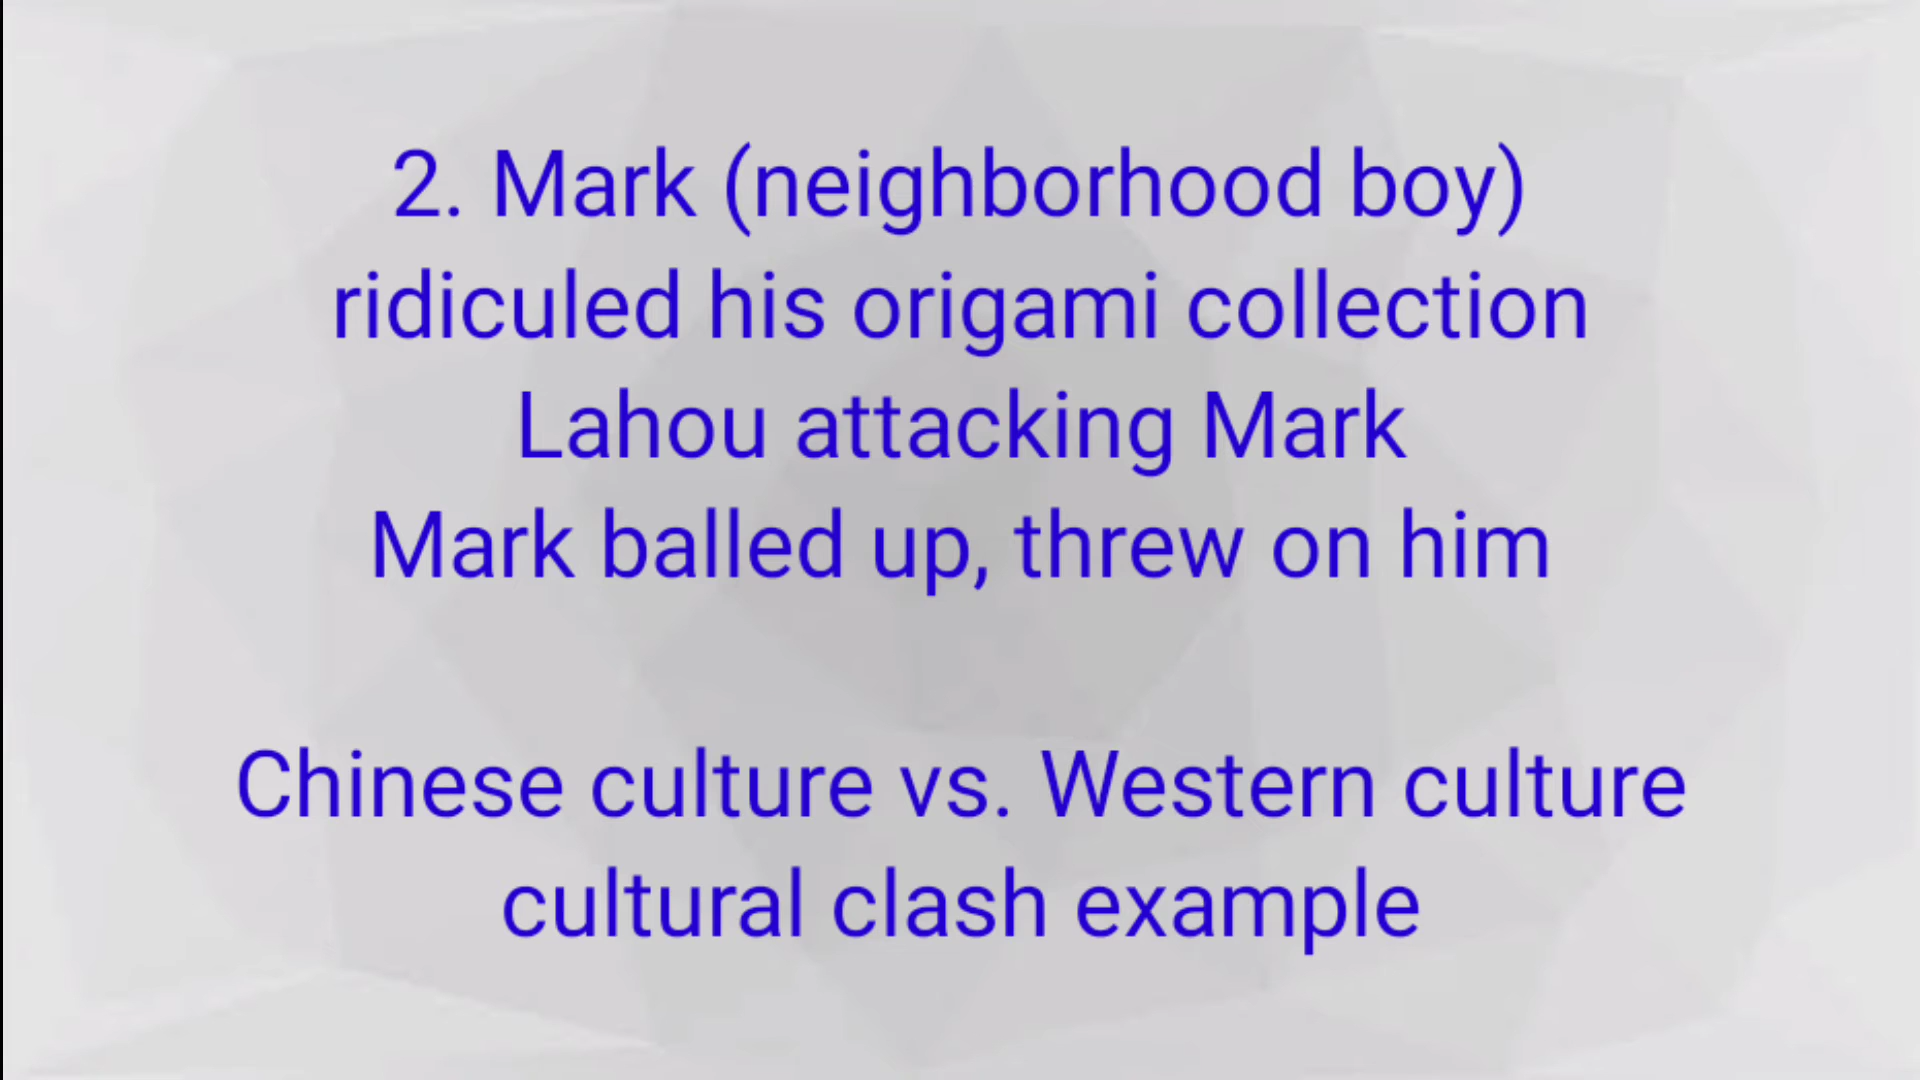 2. Mark (neighborhood boy)
ridiculed his origami collection
Lahou attacking Mark
Mark balled up, threw on him
Chinese culture vs. Western culture
cultural clash example